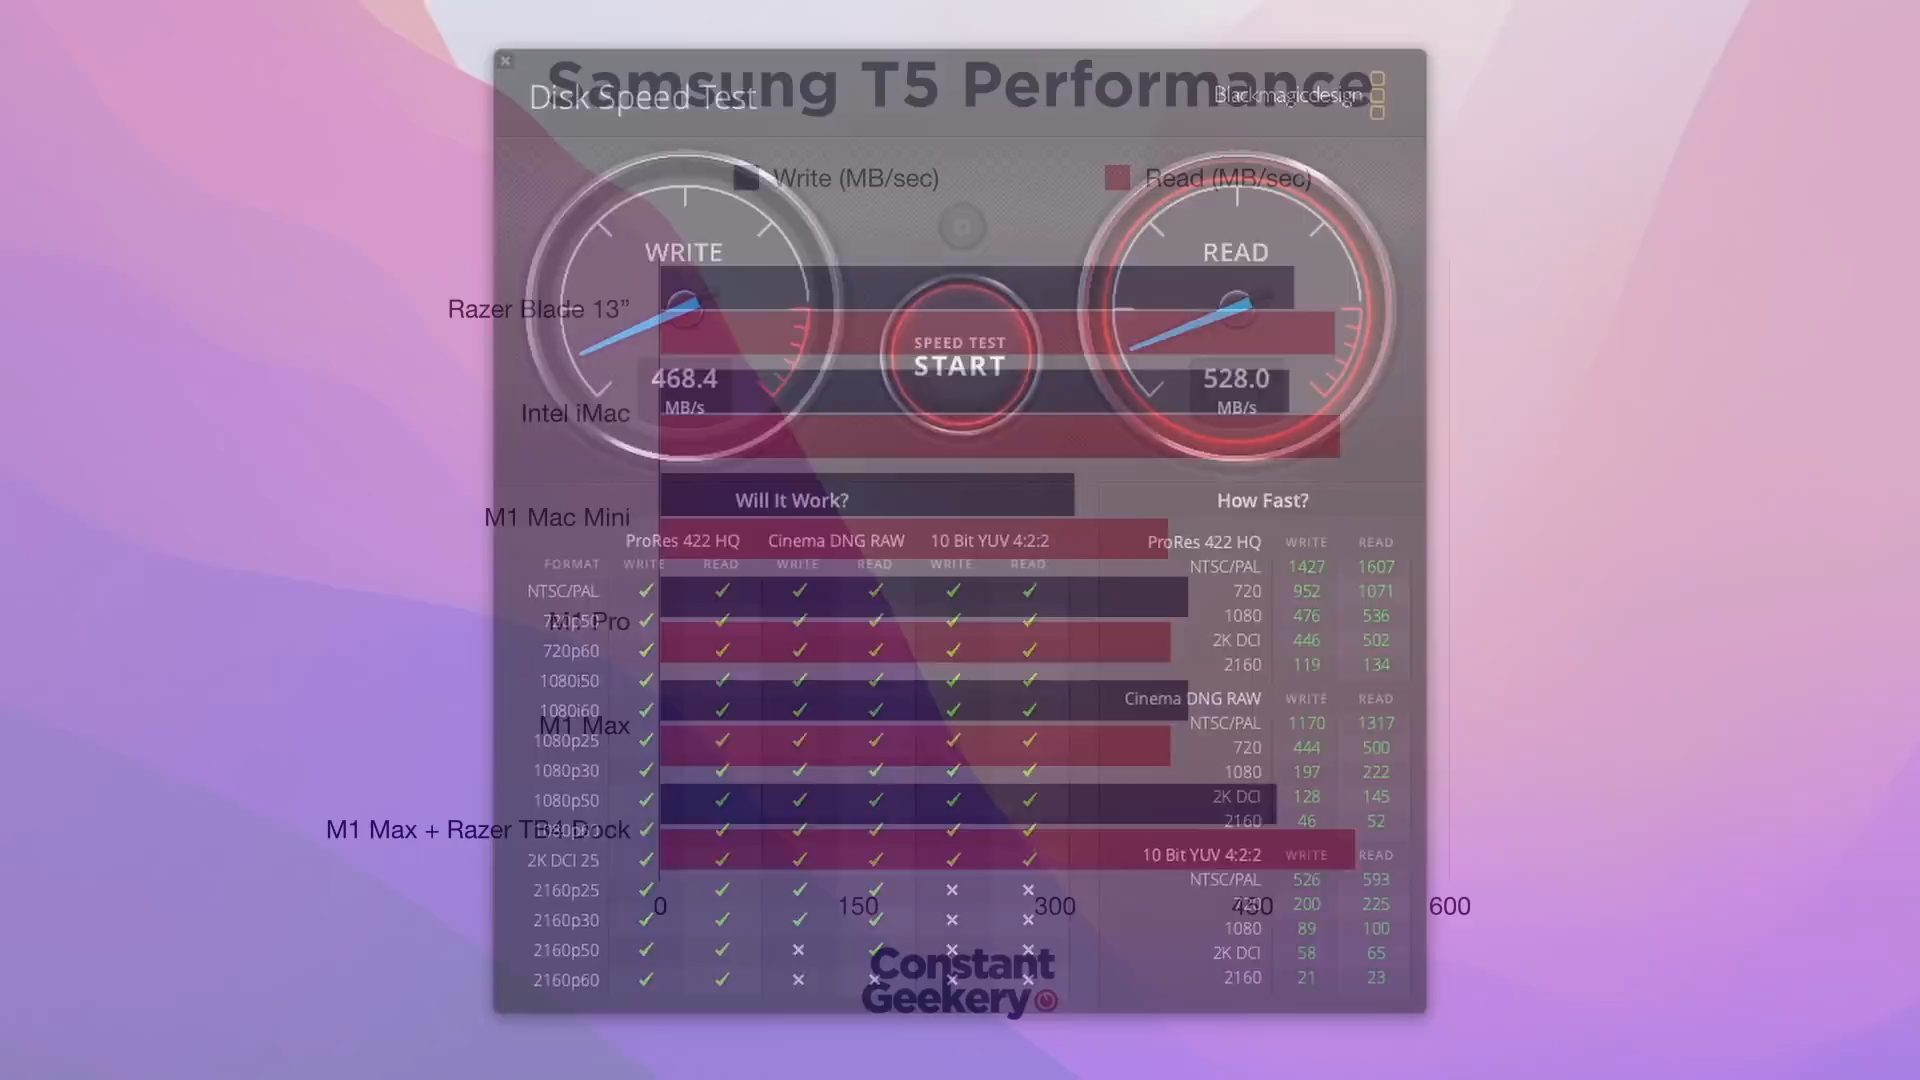 Samsung T5 Performance
Disk Speed Test
Blackmagicdesign
Write (MB/sec)
Read (MB/sec)
WRITE
READ
Razer Blade 13”
SPEED TEST
START
468.4
MB/s
528.0
MB/s
Intel iMac
Will It Work?
How Fast?
M1 Mac Mini
ProRes 422 HQ Cinema DNG RAW 10 Bit YUV 4:2:2
FORMAT WRITE READ WRITE READ WRITE READ
NTSC/PAL
720p50
M1 Pro
720p60
1080i50
1080i60
M1 Max
1080p25
1080p30
1080p50
M1 Max + Razer TB4 Dock
1080p60
2K DCI 25
2160p25
2160p30
2160p50
2160p60
ProRes 422 HQ WRITE READ
NTSC/PAL 1427 1607
720 952 1071
1080 476 536
2K DCI 446 502
2160 119 134
Cinema DNG RAW WRITE READ
NTSC/PAL 1170 1317
720 444 500
1080 197 222
2K DCI 128 145
2160 46 52
10 Bit YUV 4:2:2 WRITE READ
NTSC/PAL 526 593
720 200 225
1080 89 100
2K DCI 58 65
2160 21 23
0 150 300 450 600
Constant
Geekery